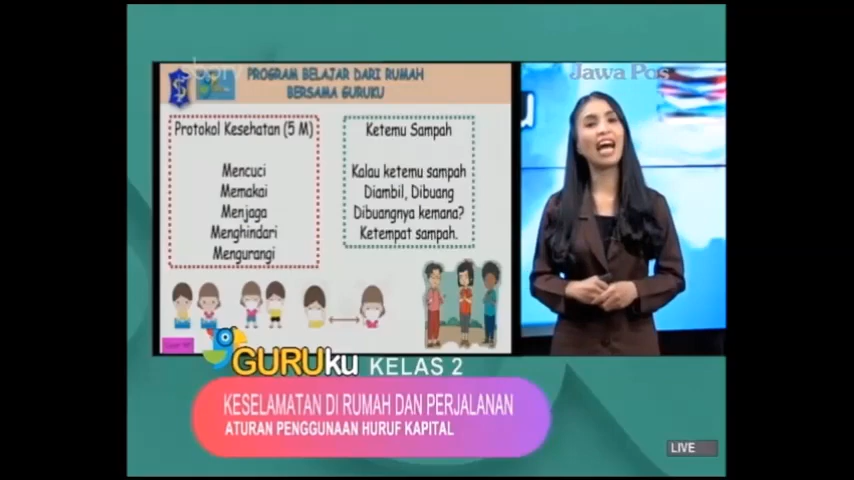 PROGRAM BELAJAR DARI RUMAH
BERSAMA GURUKU
Jawa Pos
Protokol Kesehatan (5 M)
Mencuci
Memakai
Menjaga
Menghindari
Mengurangi
Ketemu Sampah
Kalau ketemu sampah
Diambil, Dibuang
Dibuangnya kemana?
Ketempat sampah.
GURUku KELAS 2
KESELAMATAN DI RUMAH DAN PERJALANAN
ATURAN PENGGUNAAN HURUF KAPITAL
LIVE